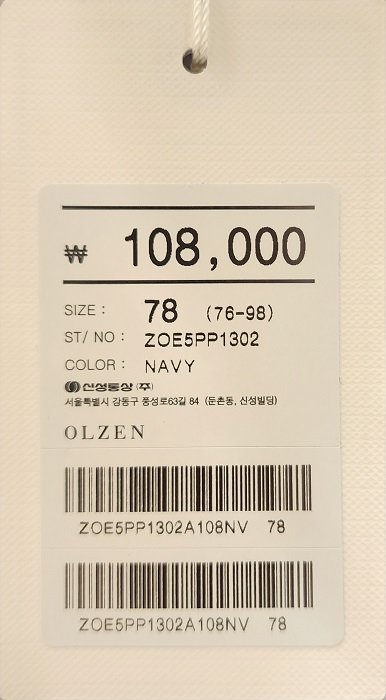 ₩ 108,000
SIZE : 78 (76-98)
ST/ NO : ZOE5PP1302
COLOR : NAVY
신성통상 (주)
서울특별시 강동구 풍성로63길 84 (둔촌동, 신성빌딩)
OLZEN
ZOE5PP1302A108NV 78
ZOE5PP1302A108NV 78